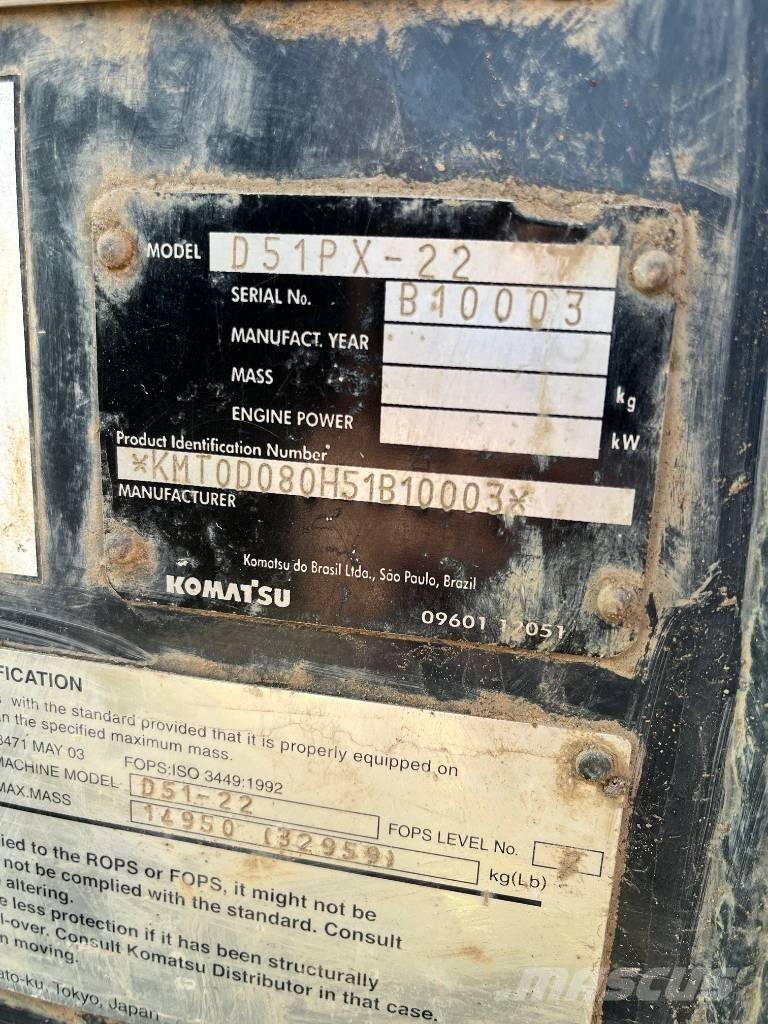 MODEL D51PX-22
SERIAL No. B10003
MANUFACT. YEAR
MASS kg
ENGINE POWER kW
Product Identification Number
*KMT0D080H51B10003*
MANUFACTURER
Komatsu do Brasil Ltda., São Paulo, Brazil
KOMATSU
09601 12051
FICATION
with the standard provided that it is properly equipped on
the specified maximum mass.
3471 MAY 03 FOPS:ISO 3449:1992
MACHINE MODEL D51-22
MAX.MASS 14950 (32959) kg(Lb)
FOPS LEVEL No.
ied to the ROPS or FOPS, it might not be
not be complied with the standard. Consult
altering.
less protection if it has been structurally
l-over. Consult Komatsu Distributor in that case.
moving.
ato-ku, Tokyo, Japan
MASCUS